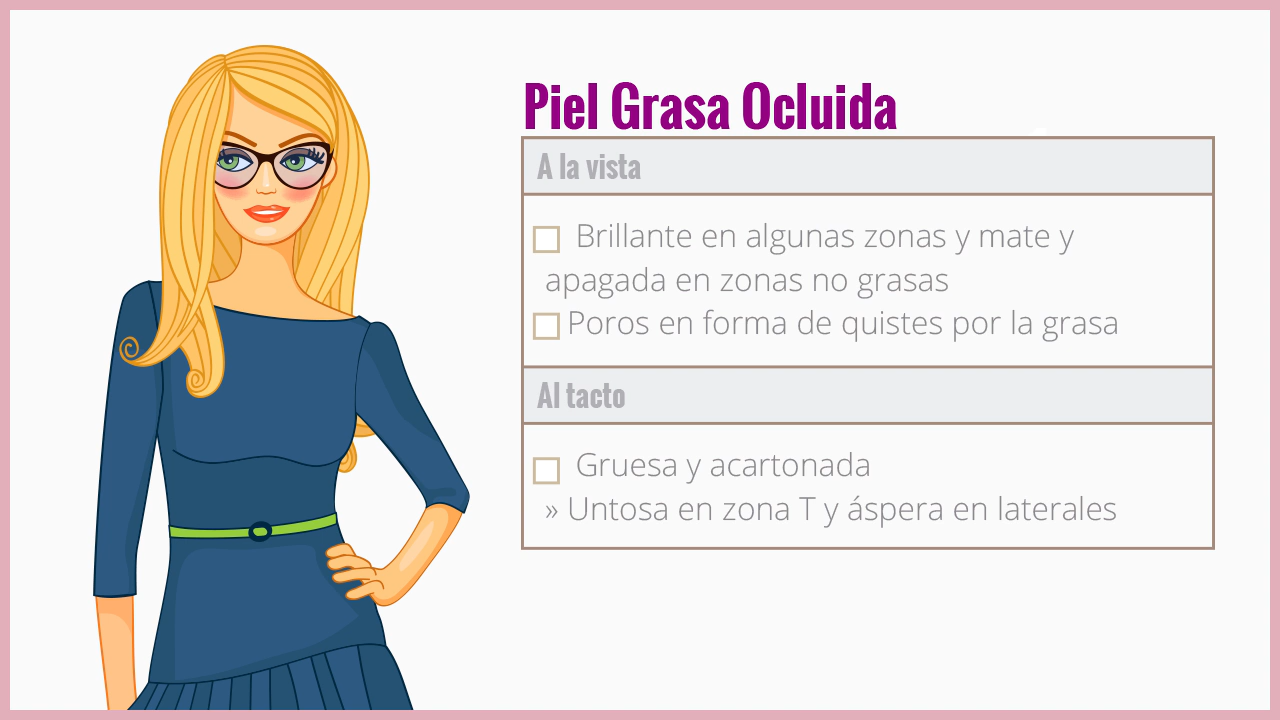 Piel Grasa Ocluida
A la vista
Brillante en algunas zonas y mate y
apagada en zonas no grasas
Poros en forma de quistes por la grasa
Al tacto
Gruesa y acartonada
» Untosa en zona T y áspera en laterales